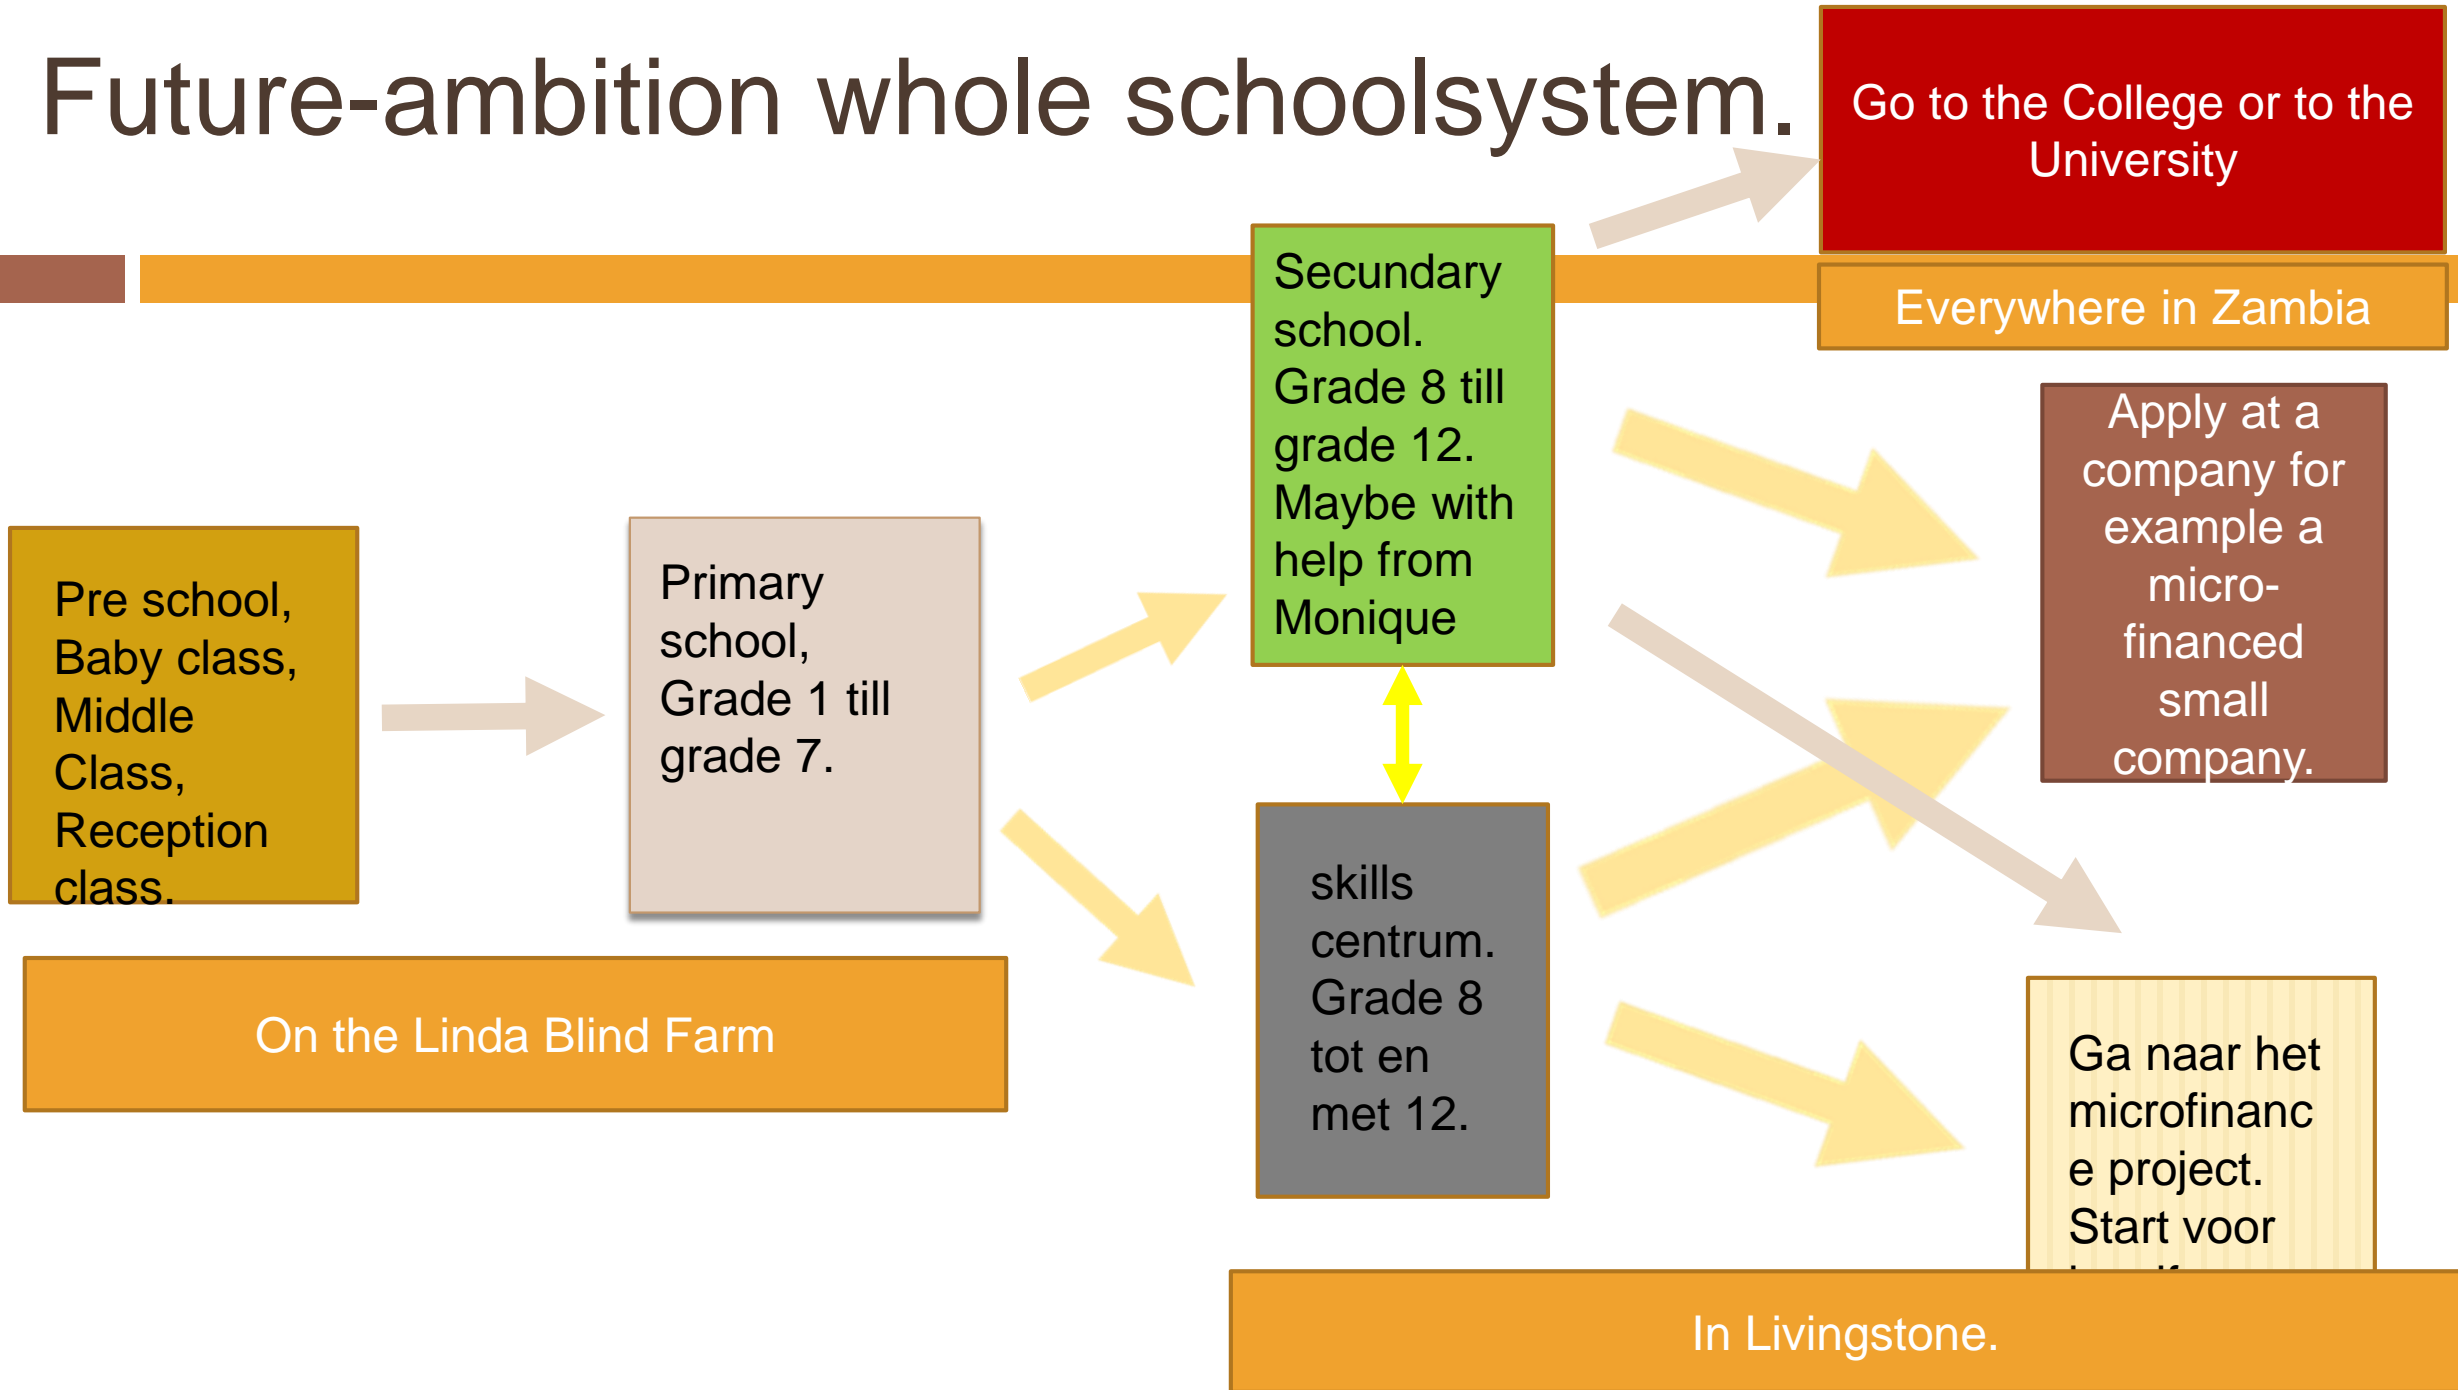 Future-ambition whole schoolsystem.
Go to the College or to the
University
Everywhere in Zambia
Secundary
school.
Grade 8 till
grade 12.
Maybe with
help from
Monique
Apply at a
company for
example a
micro-
financed
small
company.
Pre school,
Baby class,
Middle
Class,
Reception
class.
Primary
school,
Grade 1 till
grade 7.
skills
centrum.
Grade 8
tot en
met 12.
On the Linda Blind Farm
Ga naar het
microfinanc
e project.
Start voor
In Livingstone.